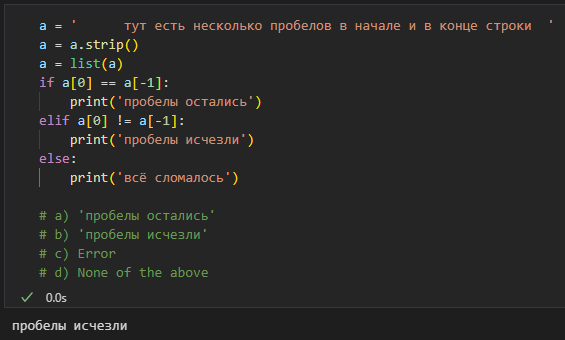 a = '      тут есть несколько пробелов в начале и в конце строки  '
a = a.strip()
a = list(a)
if a[0] == a[-1]:
    print('пробелы остались')
elif a[0] != a[-1]:
    print('пробелы исчезли')
else:
    print('всё сломалось')

# a) 'пробелы остались'
# b) 'пробелы исчезли'
# c) Error
# d) None of the above
0.0s
пробелы исчезли